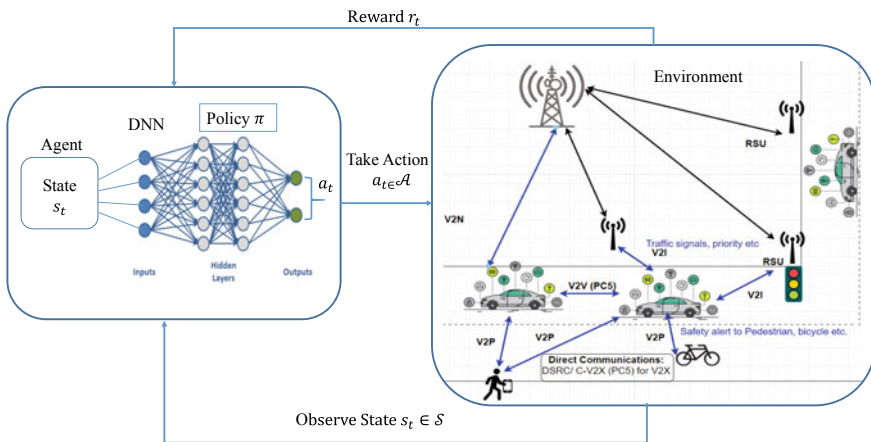 Reward r_t
Agent
DNN
Policy π
State
s_t
a_t
Inputs
Hidden
Layers
Outputs
Take Action
a_{t∈𝒜}
Environment
RSU
V2N
Traffic signals, priority etc
V2I
RSU
V2V (PC5)
V2I
Safety alert to Pedestrian, bicycle etc.
V2P
V2P
V2P
Direct Communications:
DSRC/ C-V2X (PC5) for V2X
Observe State s_t ∈ 𝒮